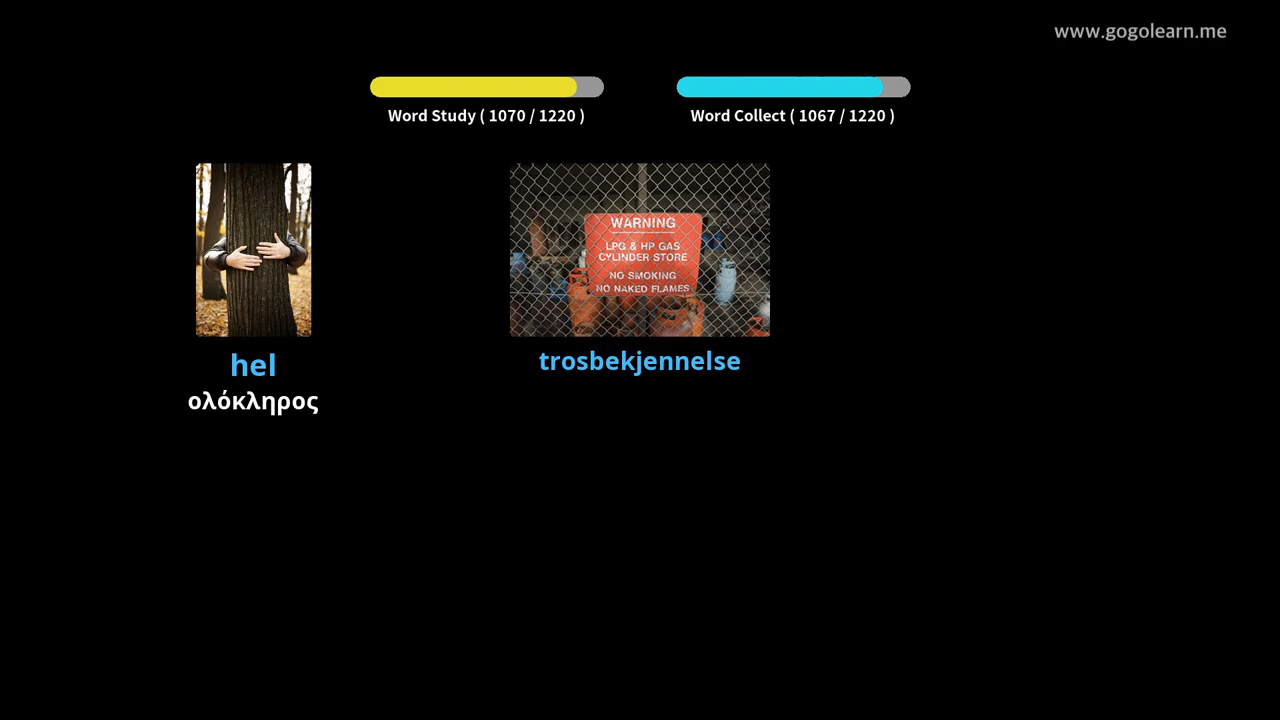 www.gogolearn.me
Word Study ( 1070 / 1220 )
Word Collect ( 1067 / 1220 )
WARNING
LPG & HP GAS
CYLINDER STORE
NO SMOKING
NO NAKED FLAMES
hel
ολόκληρος
trosbekjennelse